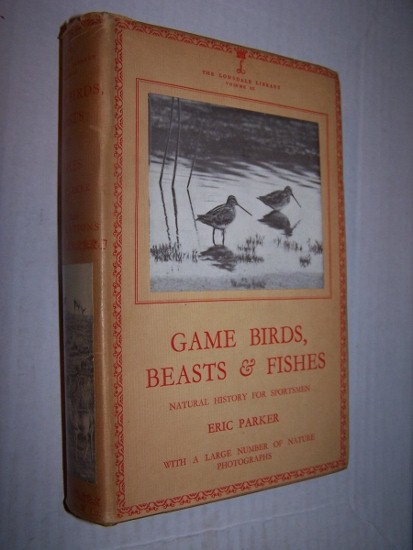 THE LONSDALE LIBRARY
GAME BIRDS,
BEASTS & FISHES
NATURAL HISTORY FOR SPORTSMEN
ERIC PARKER
WITH A LARGE NUMBER OF NATURE
PHOTOGRAPHS